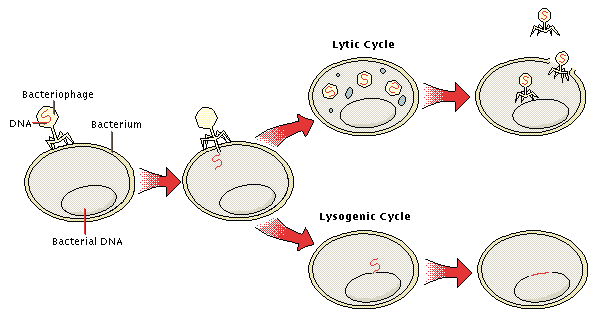 Lytic Cycle
Bacteriophage
DNA
Bacterium
Bacterial DNA
Lysogenic Cycle